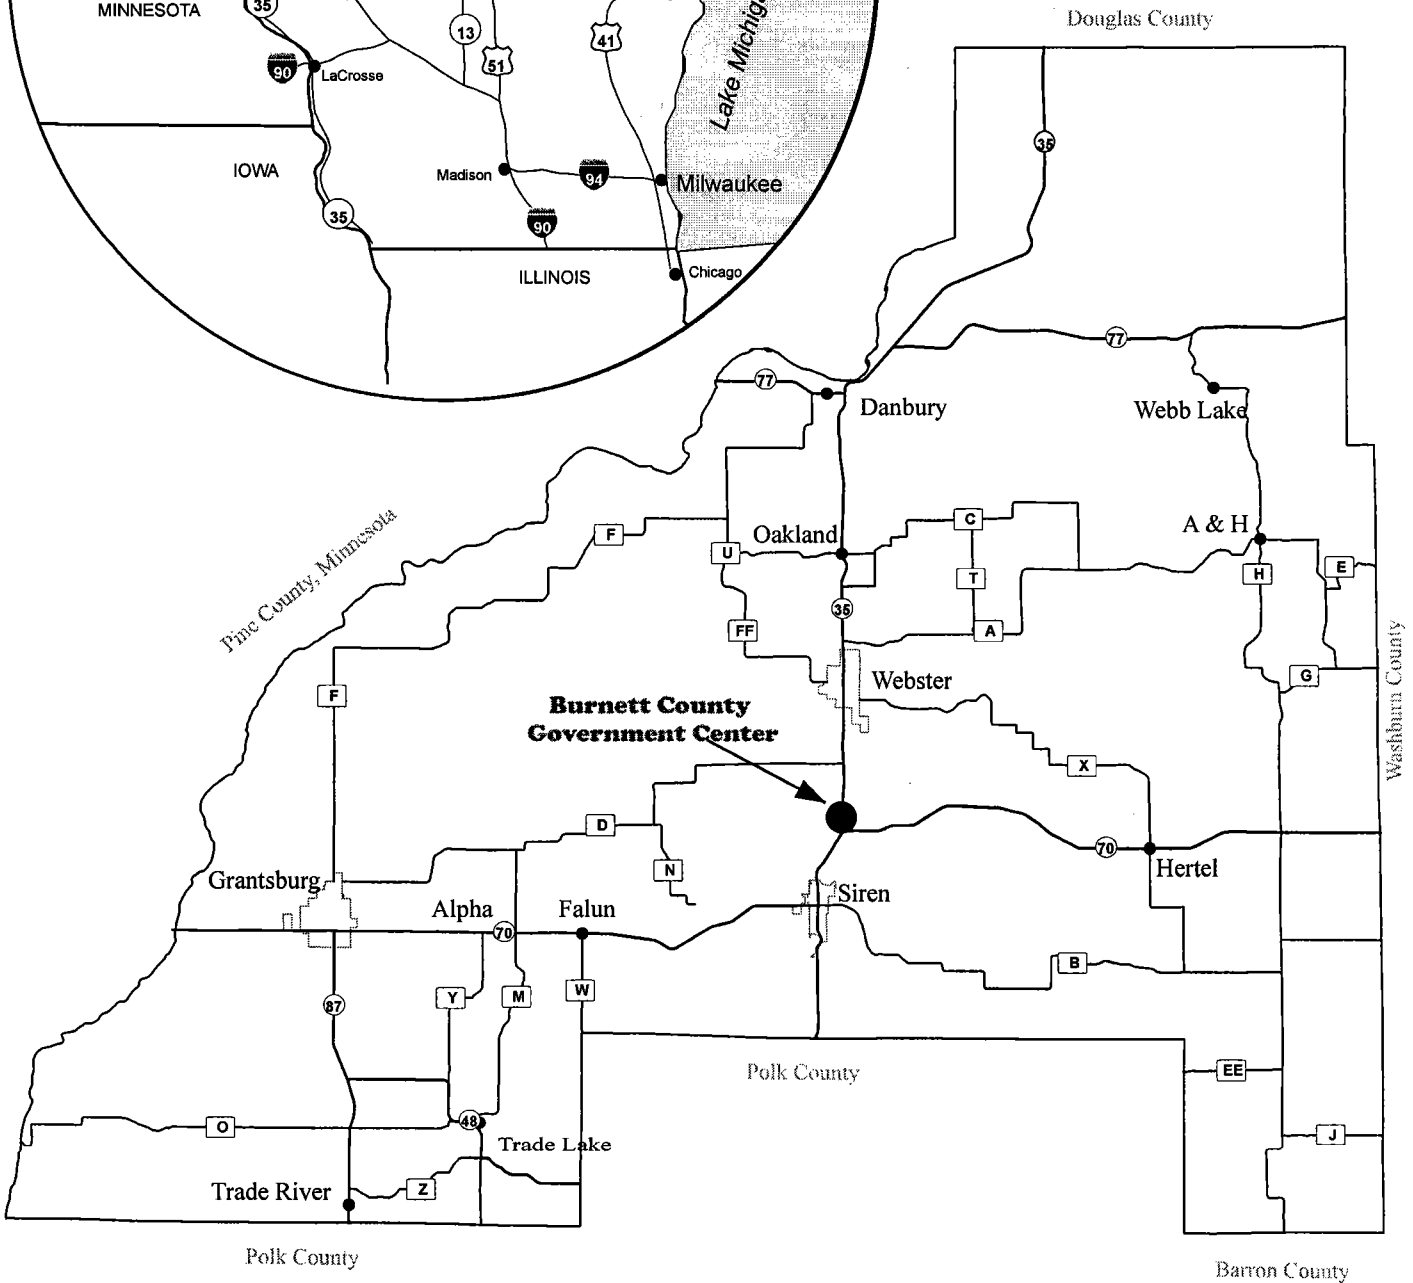 MINNESOTA
35
13
51
41
Lake Michiga
90
LaCrosse
IOWA
Madison
94
Milwaukee
35
90
ILLINOIS
Chicago
Douglas County
35
77
77
Danbury
Webb Lake
Pine County, Minnesota
F
Oakland
C
A & H
U
T
H
E
35
FF
A
F
Webster
G
Washburn County
Burnett County
Government Center
X
D
70
N
Hertel
Grantsburg
Siren
Alpha
Falun
70
B
87
Y
M
W
Polk County
EE
O
48
J
Trade Lake
Trade River
Z
Polk County
Barron County